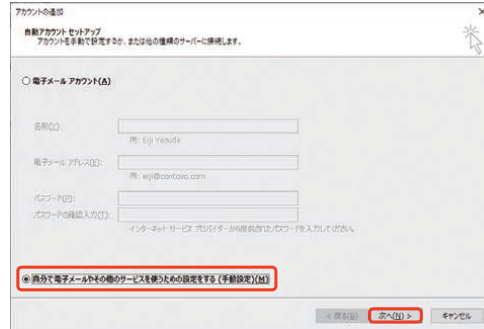 アカウントの追加
自動アカウント セットアップ
アカウントを手動で設定するか、または他の種類のサーバーに接続します。
電子メール アカウント(A)
名前(Y):
例: Eiji Yasuda
電子メール アドレス(E):
例: eiji@contoso.com
パスワード(P):
パスワードの確認入力(T):
インターネット サービス プロバイダーから提供されたパスワードを入力してください。
自分で電子メールやその他のサービスを使うための設定をする (手動設定)(M)
< 戻る(B) 次へ(N) > キャンセル